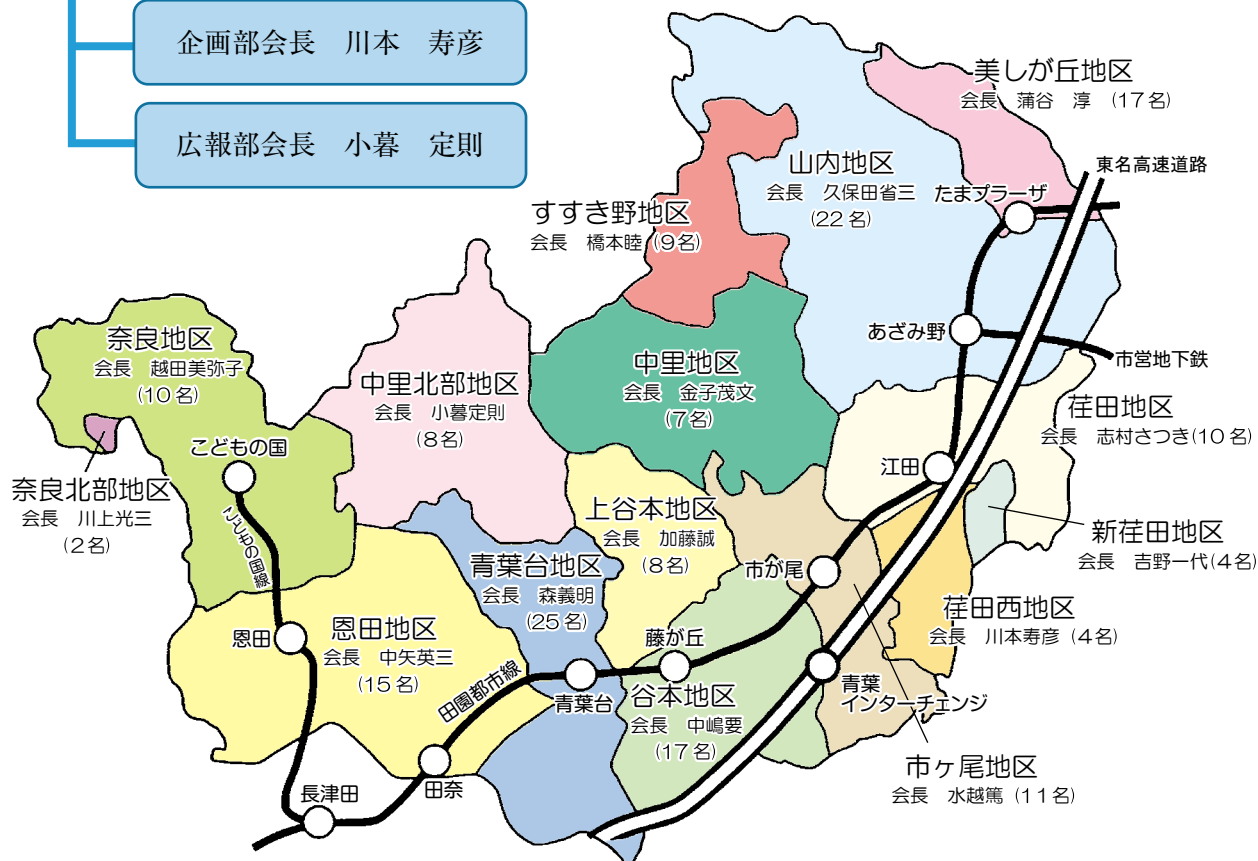 企画部会長　川本　寿彦
広報部会長　小暮　定則
美しが丘地区
会長　蒲谷　淳　(17名)
東名高速道路
山内地区
会長　久保田省三
(22名)
たまプラーザ
すすき野地区
会長　橋本睦　(9名)
あざみ野
市営地下鉄
奈良地区
会長　越田美弥子
(10名)
中里北部地区
会長　小暮定則
(8名)
中里地区
会長　金子茂文
(7名)
荏田地区
会長　志村さつき(10名)
こどもの国
江田
奈良北部地区
会長　川上光三
(2名)
こどもの国線
上谷本地区
会長　加藤誠
(8名)
新荏田地区
会長　吉野一代(4名)
青葉台地区
会長　森義明
(25名)
市が尾
荏田西地区
会長　川本寿彦　(4名)
恩田
恩田地区
会長　中矢英三
(15名)
藤が丘
田園都市線
青葉台
谷本地区
会長　中嶋要
(17名)
青葉
インターチェンジ
市ヶ尾地区
会長　水越篤　(11名)
田奈
長津田